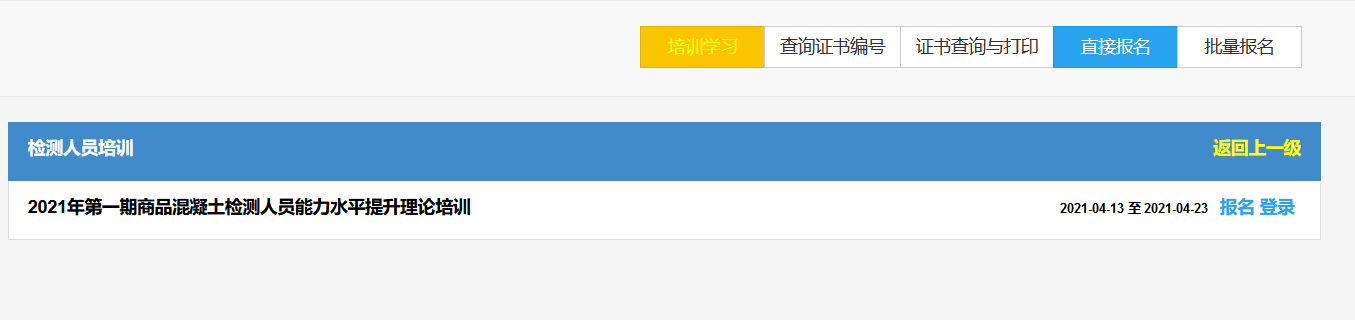 培训学习 查询证书编号 证书查询与打印 直接报名 批量报名
检测人员培训 返回上一级
2021年第一期商品混凝土检测人员能力水平提升理论培训 2021-04-13 至 2021-04-23 报名 登录